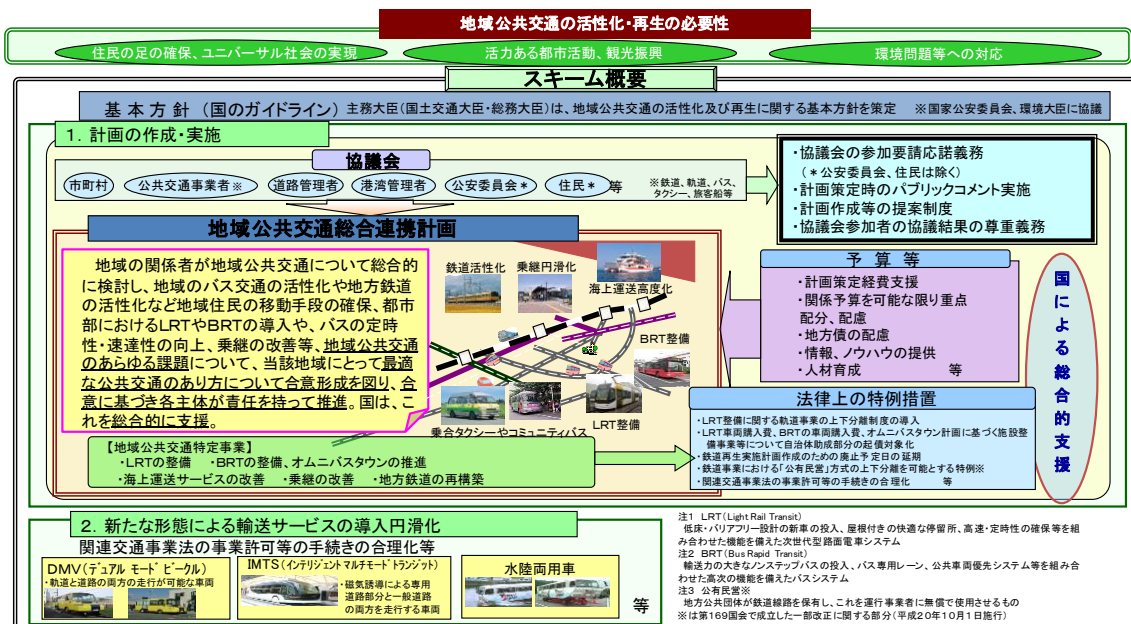 地域公共交通の活性化・再生の必要性
住民の足の確保、ユニバーサル社会の実現
活力ある都市活動、観光振興
環境問題等への対応
スキーム概要
基本方針（国のガイドライン） 主務大臣(国土交通大臣・総務大臣)は、地域公共交通の活性化及び再生に関する基本方針を策定 ※国家公安委員会、環境大臣に協議
１．計画の作成・実施
協議会
市町村 公共交通事業者※ 道路管理者 港湾管理者 公安委員会＊ 住民＊ 等
※鉄道、軌道、バス、
タクシー、旅客船等
・協議会の参加要請応諾義務
（＊公安委員会、住民は除く）
・計画策定時のパブリックコメント実施
・計画作成等の提案制度
・協議会参加者の協議結果の尊重義務
地域公共交通総合連携計画
地域の関係者が地域公共交通について総合的
に検討し、地域のバス交通の活性化や地方鉄道
の活性化など地域住民の移動手段の確保、都市
部におけるLRTやBRTの導入や、バスの定時
性・速達性の向上、乗継の改善等、地域公共交通
のあらゆる課題について、当該地域にとって最適
な公共交通のあり方について合意形成を図り、合
意に基づき各主体が責任を持って推進。国は、こ
れを総合的に支援。
鉄道活性化
乗継円滑化
海上運送高度化
BRT整備
LRT整備
乗合タクシーやコミュニティバス
【地域公共交通特定事業】
・LRTの整備 ・BRTの整備、オムニバスタウンの推進
・海上運送サービスの改善 ・乗継の改善 ・地方鉄道の再構築
予算等
・計画策定経費支援
・関係予算を可能な限り重点
配分、配慮
・地方債の配慮
・情報、ノウハウの提供
・人材育成 等
法律上の特例措置
・LRT整備に関する軌道事業の上下分離制度の導入
・LRT車両購入費、BRTの車両購入費、オムニバスタウン計画に基づく施設整
備事業等について自治体助成部分の起債対象化
・鉄道再生実施計画作成のための廃止予定日の延期
・鉄道事業における「公有民営」方式の上下分離を可能とする特例※
・関連交通事業法の事業許可等の手続きの合理化 等
国による総合的支援
２．新たな形態による輸送サービスの導入円滑化
関連交通事業法の事業許可等の手続きの合理化等
DMV(デュアル モード ビークル)
・軌道と道路の両方の走行が可能な車両
IMTS(インテリジェントマルチモードトランジット)
・磁気誘導による専用
道路部分と一般道路
の両方を走行する車両
水陸両用車
等
注１ LRT(Light Rail Transit)
低床・バリアフリー設計の新車の投入、屋根付きの快適な停留所、高速・定時性の確保等を組
み合わせた機能を備えた次世代型路面電車システム
注２ BRT(Bus Rapid Transit)
輸送力の大きなノンステップバスの投入、バス専用レーン、公共車両優先システム等を組み合
わせた高次の機能を備えたバスシステム
注３ 公有民営※
地方公共団体が鉄道線路を保有し、これを運行事業者に無償で使用させるもの
※は第169国会で成立した一部改正に関する部分(平成20年10月1日施行)